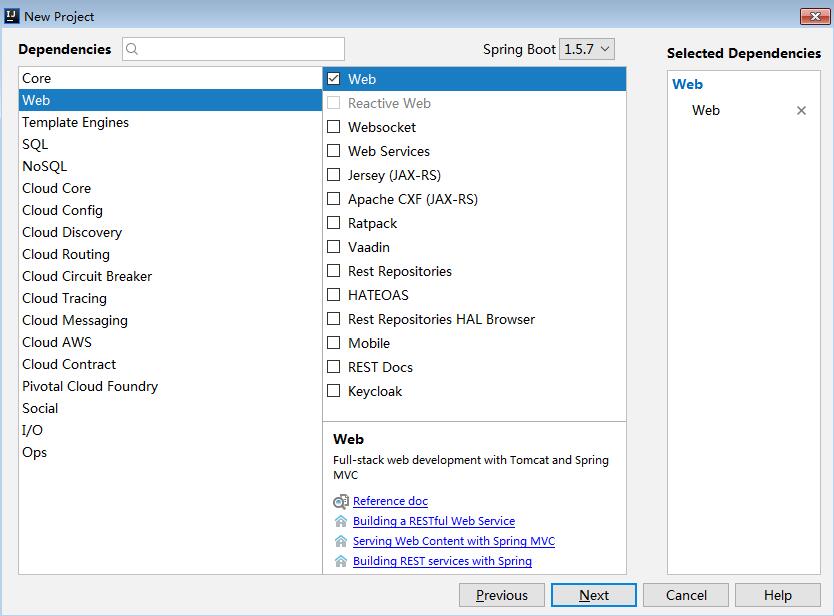 New Project
Dependencies
Spring Boot 1.5.7
Selected Dependencies
Core
Web
Template Engines
SQL
NoSQL
Cloud Core
Cloud Config
Cloud Discovery
Cloud Routing
Cloud Circuit Breaker
Cloud Tracing
Cloud Messaging
Cloud AWS
Cloud Contract
Pivotal Cloud Foundry
Social
I/O
Ops
Web
Reactive Web
Websocket
Web Services
Jersey (JAX-RS)
Apache CXF (JAX-RS)
Ratpack
Vaadin
Rest Repositories
HATEOAS
Rest Repositories HAL Browser
Mobile
REST Docs
Keycloak
Web
Full-stack web development with Tomcat and Spring
MVC
Reference doc
Building a RESTful Web Service
Serving Web Content with Spring MVC
Building REST services with Spring
Web
Web
Previous
Next
Cancel
Help